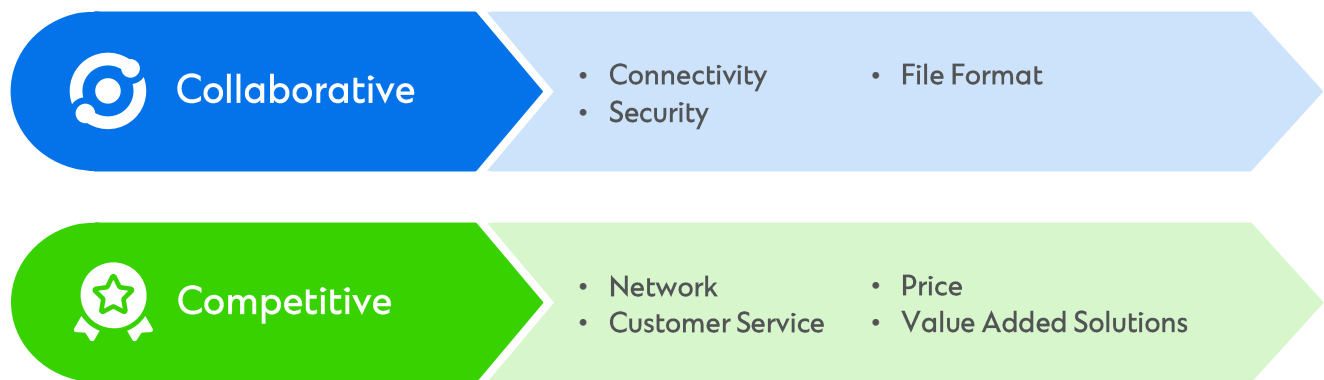 Collaborative
• Connectivity
• Security
• File Format
Competitive
• Network
• Customer Service
• Price
• Value Added Solutions